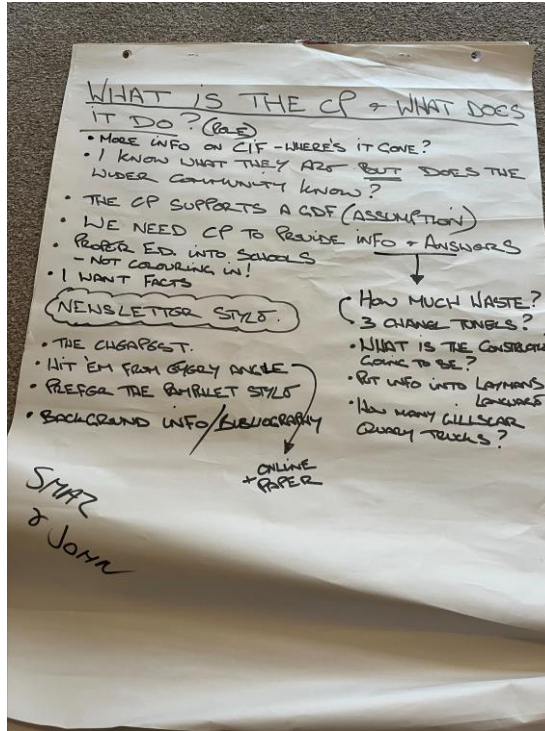 WHAT IS THE CP & WHAT DOES
IT DO? (ROLE)
• MORE INFO ON CIF - WHERE'S IT GONE?
• I KNOW WHAT THEY ARE BUT DOES THE
WIDER COMMUNITY KNOW?
• THE CP SUPPORTS A GDF (ASSUMPTION)
• WE NEED CP TO PROVIDE INFO & ANSWERS
• PROPER ED. INTO SCHOOLS
- NOT COLOURING IN!
• I WANT FACTS
NEWSLETTER STYLE.
• THE CHEAPEST.
• HIT 'EM FROM EVERY ANGLE
• PREFER THE PAMPHLET STYLE
• BACKGROUND INFO/BIBLIOGRAPHY
ONLINE
+ PAPER
• HOW MUCH WASTE?
• 3 CHANEL TUNELS?
• WHAT IS THE
GOING TO BE?
• PUT INFO INTO LAYMANS
LANGUAGE
• HOW MANY GILLSCAR
QUARY TRUCKS?
& JOHN